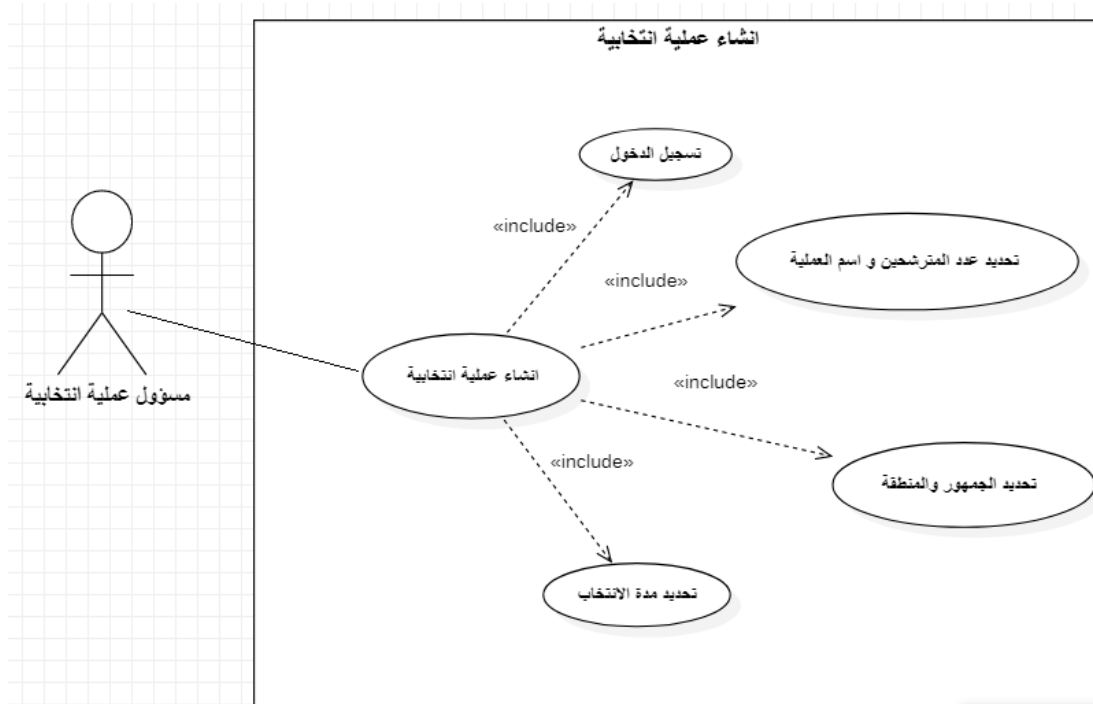 انشاء عملية انتخابية
تسجيل الدخول
«include»
تحديد عدد المترشحين و اسم العملية
«include»
انشاء عملية انتخابية
مسؤول عملية انتخابية
«include»
«include»
تحديد الجمهور والمنطقة
تحديد مدة الانتخاب